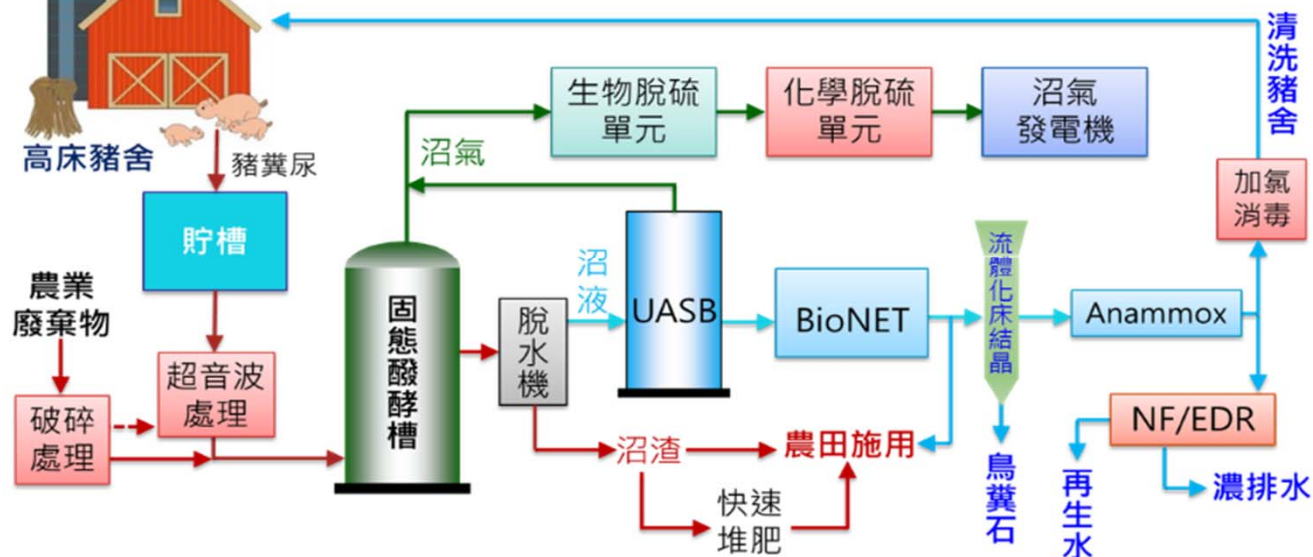 清洗豬舍
生物脫硫
單元
化學脫硫
單元
沼氣
發電機
高床豬舍
豬糞尿
沼氣
加氯
消毒
貯槽
農業
廢棄物
固態醱酵槽
脫水機
沼液
UASB
BioNET
流體化床結晶
Anammox
超音波
處理
破碎
處理
NF/EDR
沼渣
農田施用
鳥糞石
再生水
濃排水
快速
堆肥